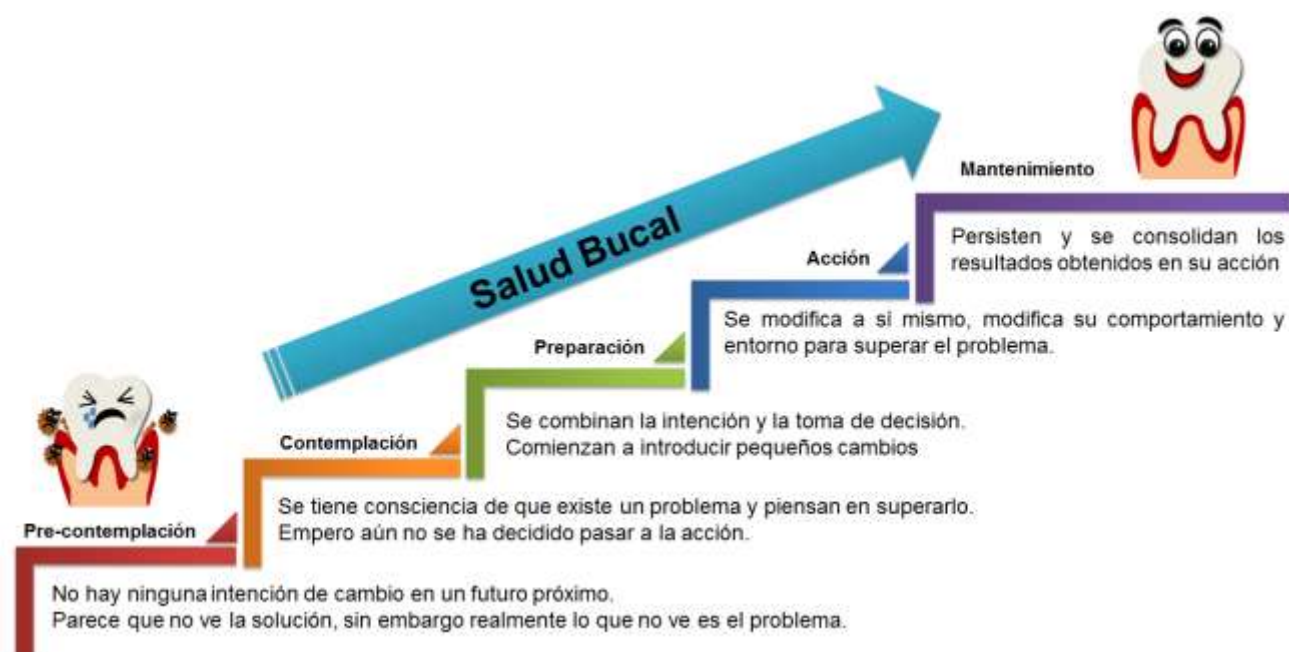 Salud Bucal
Mantenimiento
Persisten y se consolidan los
resultados obtenidos en su acción
Acción
Se modifica a si mismo, modifica su comportamiento y
entorno para superar el problema.
Preparación
Se combinan la intención y la toma de decisión.
Comienzan a introducir pequeños cambios
Contemplación
Se tiene consciencia de que existe un problema y piensan en superarlo.
Empero aún no se ha decidido pasar a la acción.
Pre-contemplación
No hay ninguna intención de cambio en un futuro próximo.
Parece que no ve la solución, sin embargo realmente lo que no ve es el problema.